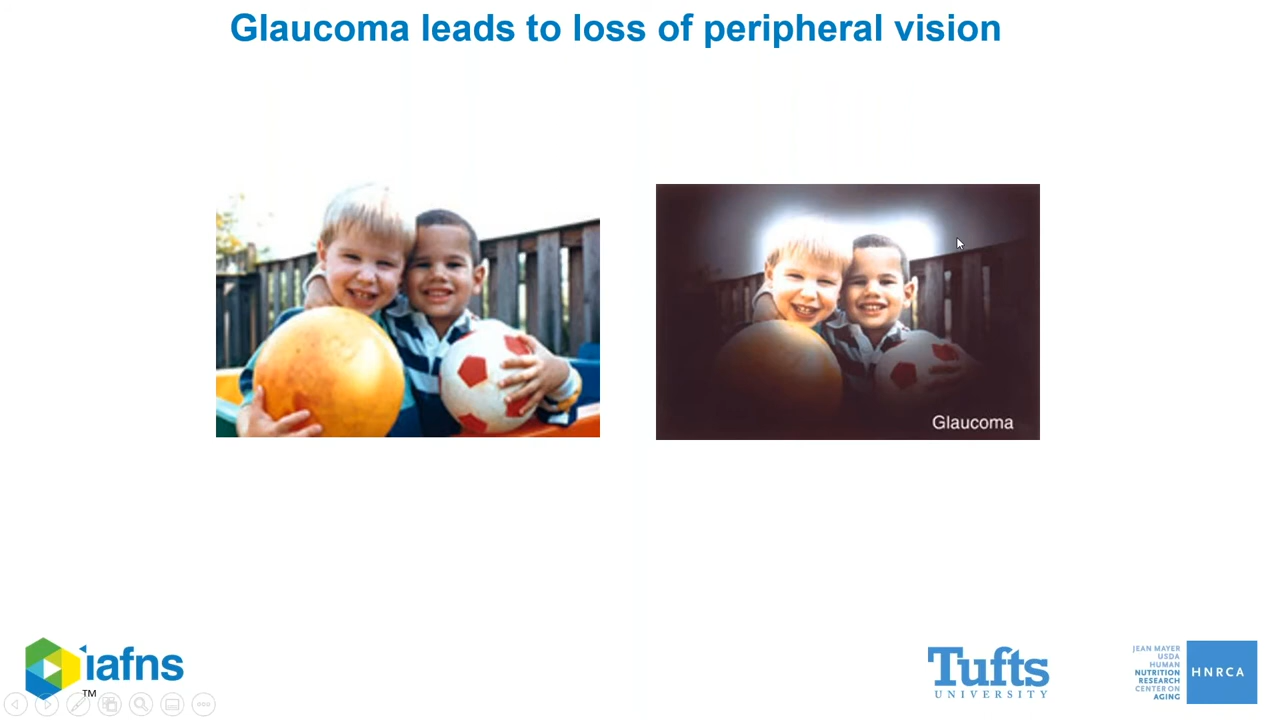 Glaucoma leads to loss of peripheral vision
Glaucoma
iafns
TM
Tufts
UNIVERSITY
JEAN MAYER
USDA
HUMAN
NUTRITION
RESEARCH
CENTER ON
AGING
HNRCA